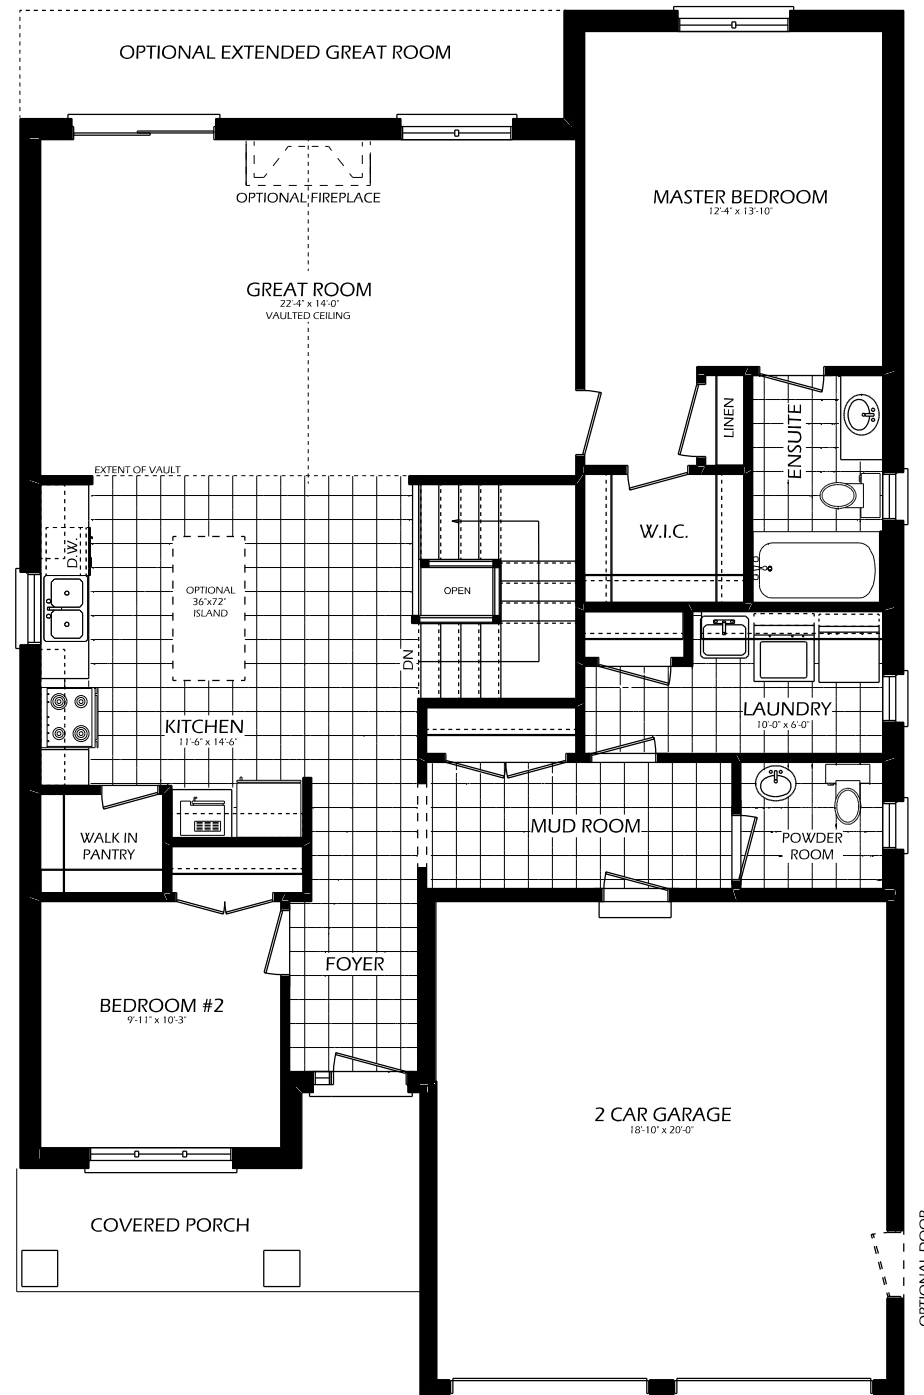 OPTIONAL EXTENDED GREAT ROOM
MASTER BEDROOM
12'-4" x 13'-10"
OPTIONAL FIREPLACE
GREAT ROOM
22'-4" x 14'-0"
VAULTED CEILING
LINEN
ENSUITE
EXTENT OF VAULT
W.I.C.
D.W.
OPTIONAL
36"x72"
ISLAND
OPEN
DN
LAUNDRY
10'-0" x 6'-0"
KITCHEN
11'-6" x 14'-6"
MUD ROOM
WALK IN
PANTRY
POWDER
ROOM
FOYER
BEDROOM #2
9'-11" x 10'-3"
2 CAR GARAGE
18'-10" x 20'-0"
COVERED PORCH
OPTIONAL DOOR